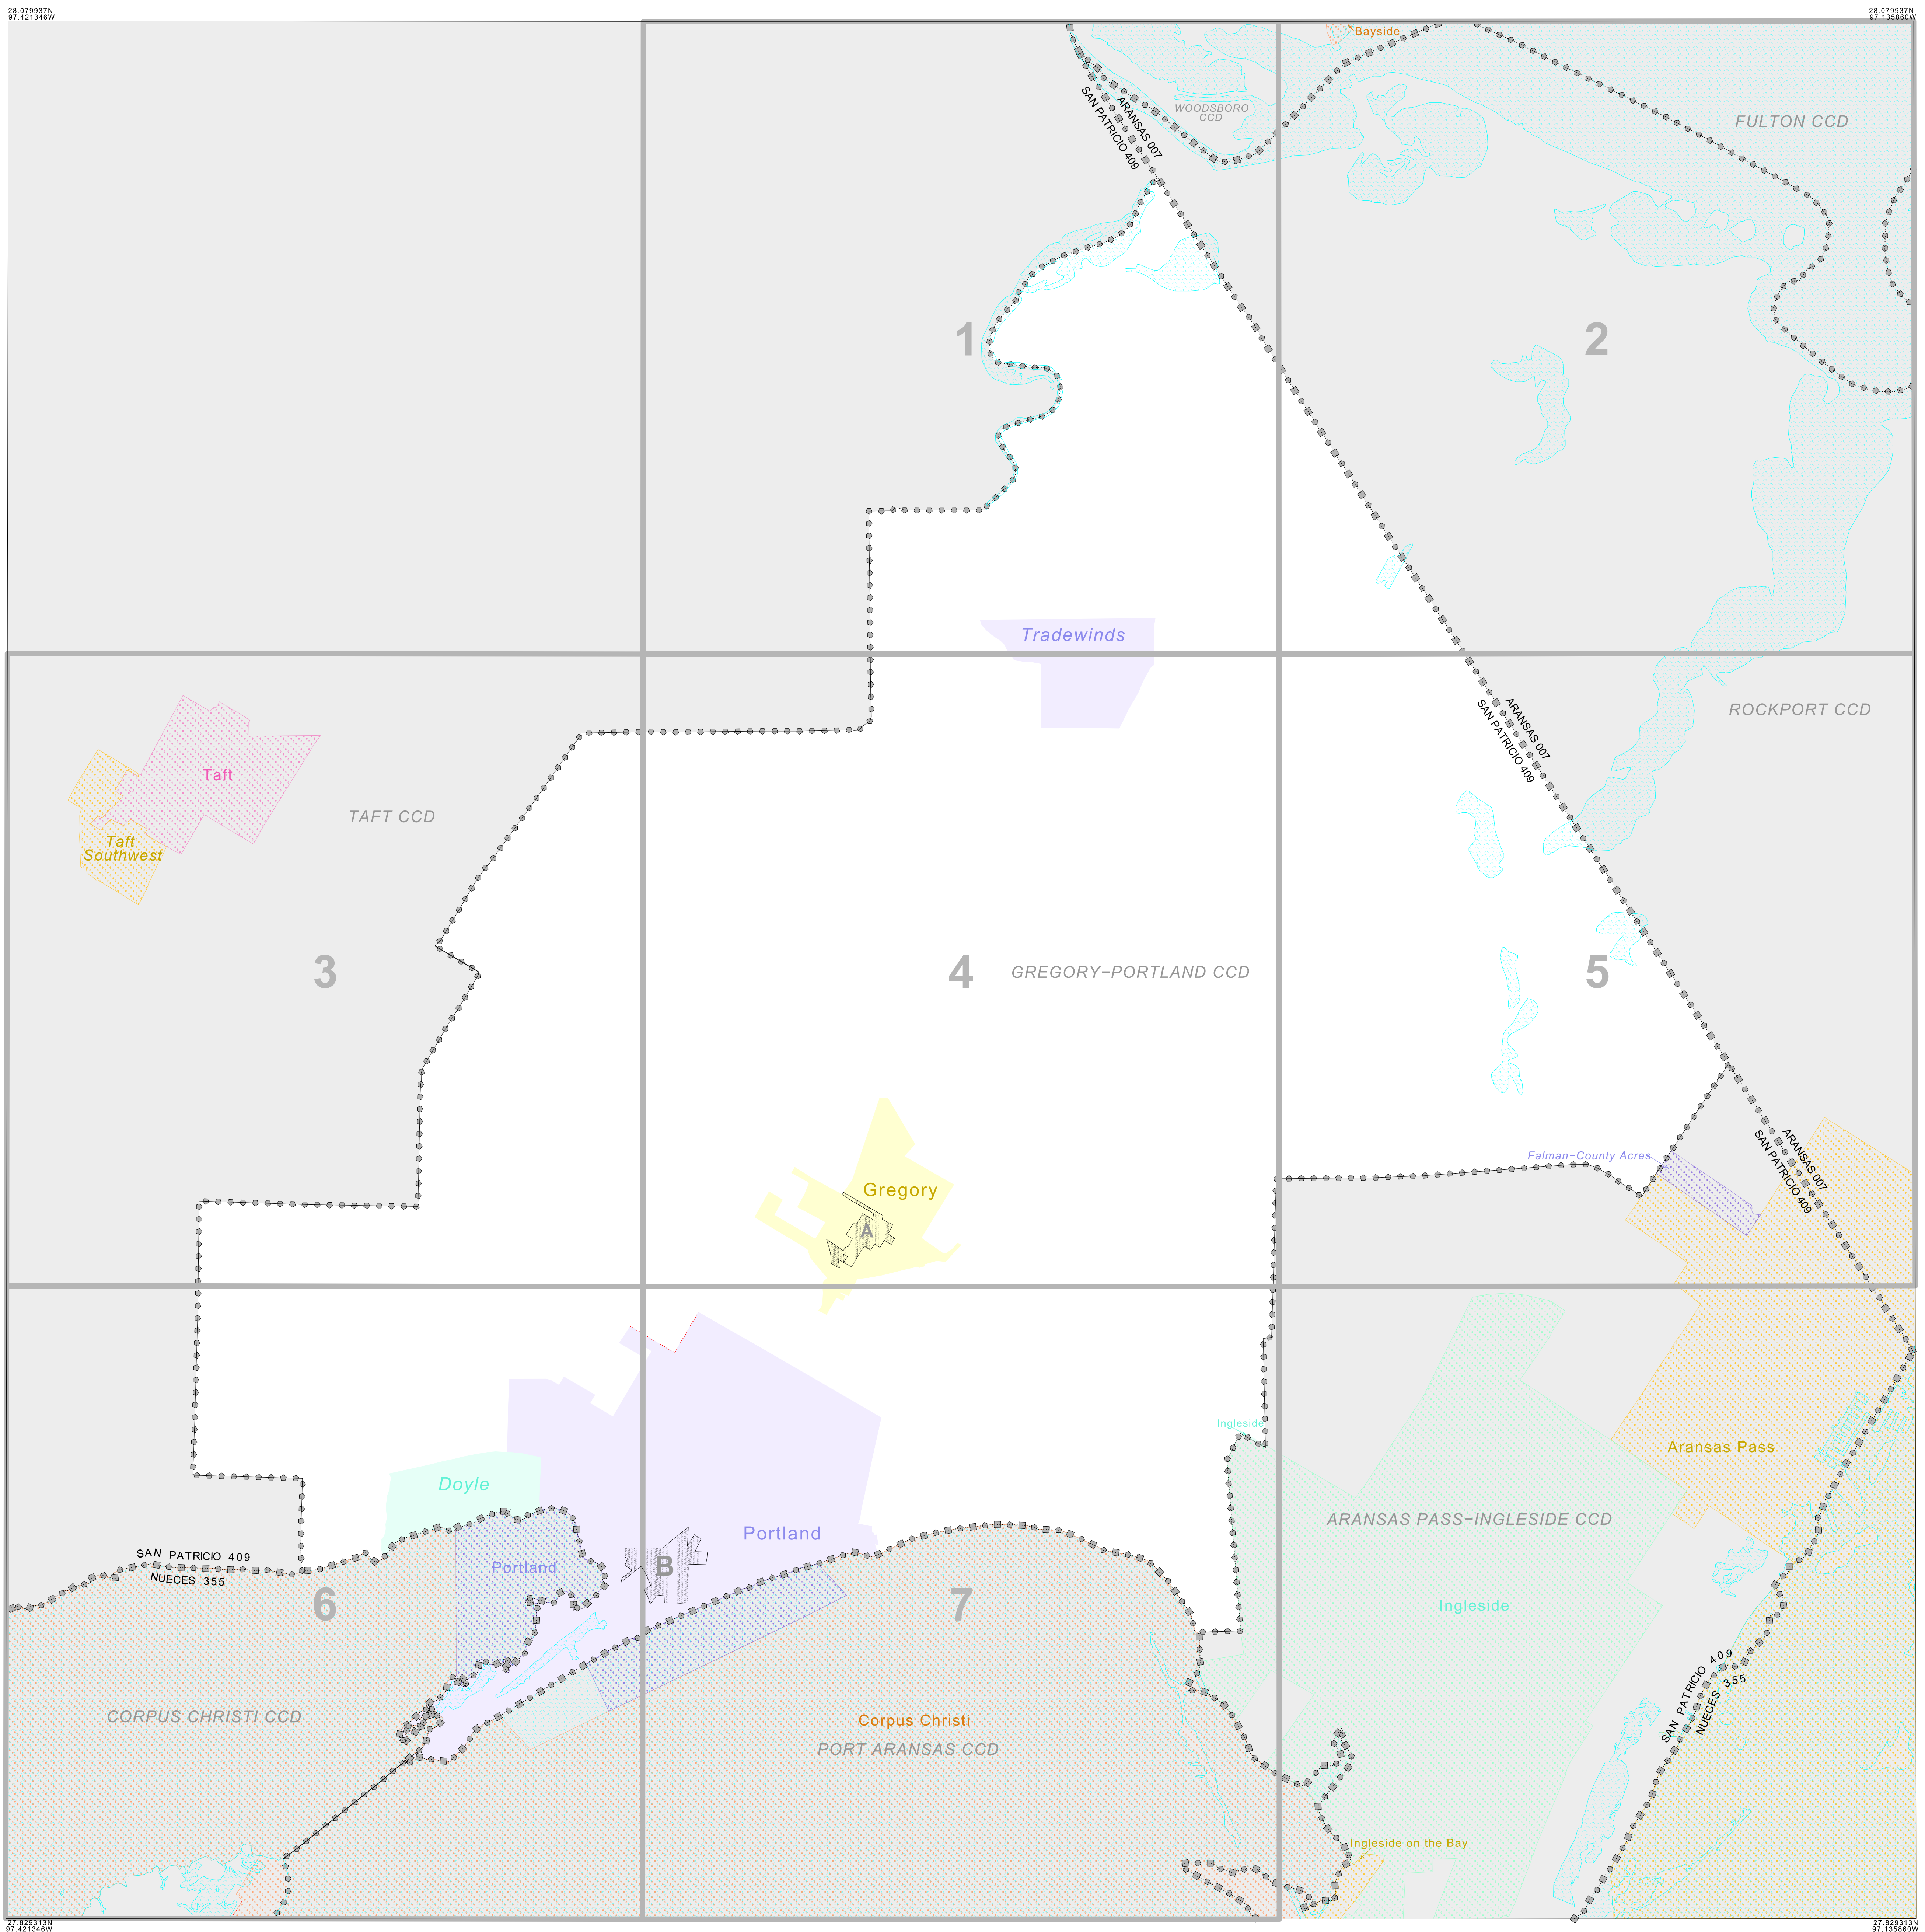 28.079937N
97.421346W
28.079937N
97.135860W
Bayside
WOODSBORO
CCD
FULTON CCD
ARANSAS 007
SAN PATRICIO 409
1
2
Tradewinds
ROCKPORT CCD
ARANSAS 007
SAN PATRICIO 409
Taft
TAFT CCD
Taft
Southwest
3
4
GREGORY-PORTLAND CCD
5
Falman-County Acres
ARANSAS 007
SAN PATRICIO 409
Gregory
A
Ingleside
Aransas Pass
Doyle
ARANSAS PASS-INGLESIDE CCD
Portland
SAN PATRICIO 409
NUECES 355
Portland
B
6
7
Ingleside
SAN PATRICIO 409
NUECES 355
CORPUS CHRISTI CCD
Corpus Christi
PORT ARANSAS CCD
Ingleside on the Bay
27.829313N
97.421346W
27.829313N
97.135860W